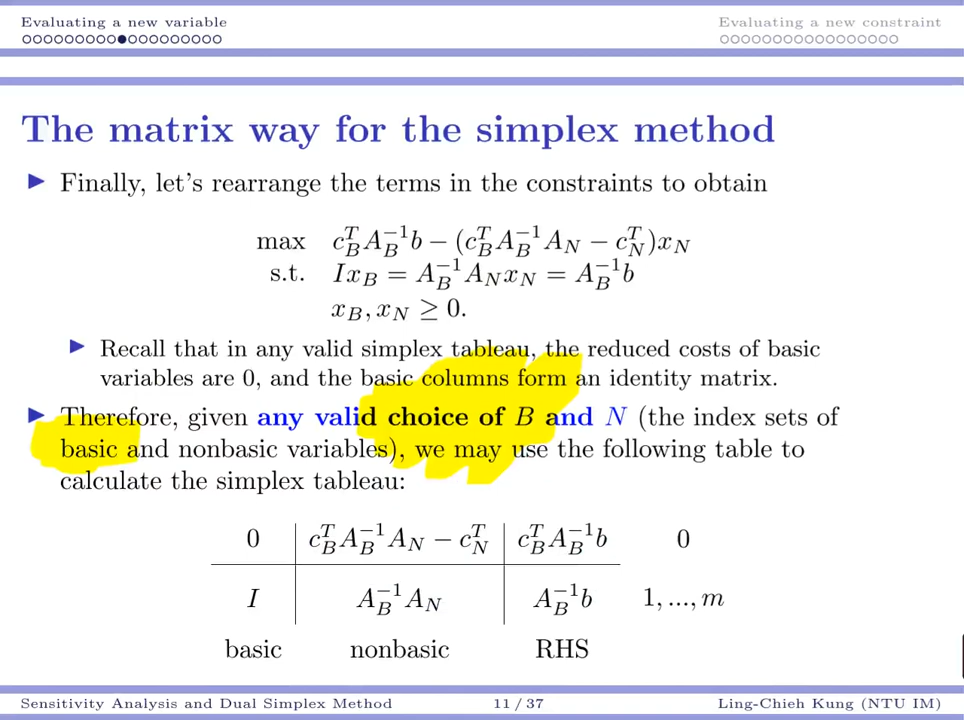 Evaluating a new variable
Evaluating a new constraint
The matrix way for the simplex method
Finally, let's rearrange the terms in the constraints to obtain
max c_B^T A_B^{-1} b − (c_B^T A_B^{-1} A_N − c_N^T) x_N
s.t. I x_B = A_B^{-1} A_N x_N = A_B^{-1} b
x_B, x_N ≥ 0.
Recall that in any valid simplex tableau, the reduced costs of basic
variables are 0, and the basic columns form an identity matrix.
Therefore, given any valid choice of B and N (the index sets of
basic and nonbasic variables), we may use the following table to
calculate the simplex tableau:
0 c_B^T A_B^{-1} A_N − c_N^T c_B^T A_B^{-1} b 0
I A_B^{-1} A_N A_B^{-1} b 1, ..., m
basic nonbasic RHS
Sensitivity Analysis and Dual Simplex Method 11 / 37 Ling-Chieh Kung (NTU IM)